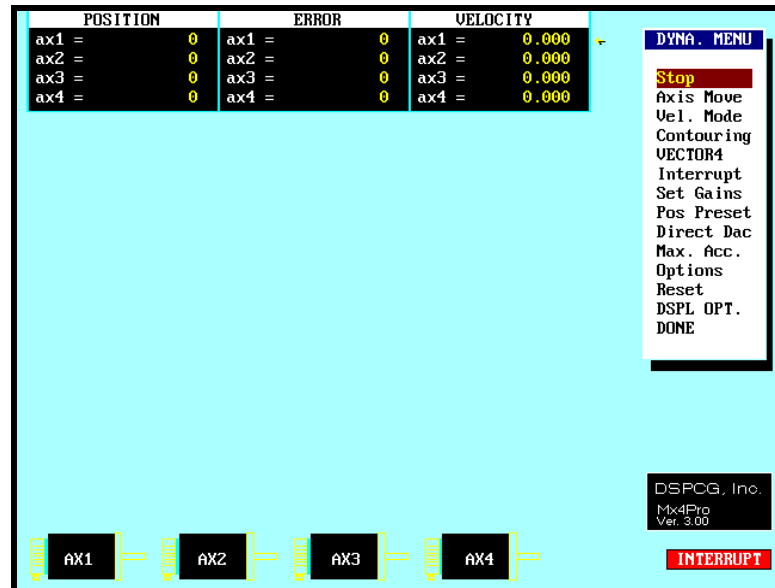 POSITION ERROR VELOCITY
ax1 = 0 ax1 = 0 ax1 = 0.000
ax2 = 0 ax2 = 0 ax2 = 0.000
ax3 = 0 ax3 = 0 ax3 = 0.000
ax4 = 0 ax4 = 0 ax4 = 0.000
DYNA. MENU
Stop
Axis Move
Vel. Mode
Contouring
VECTOR4
Interrupt
Set Gains
Pos Preset
Direct Dac
Max. Acc.
Options
Reset
DSPL OPT.
DONE
DSPCG, Inc.
Mx4Pro
Ver. 3.00
AX1 AX2 AX3 AX4
INTERRUPT